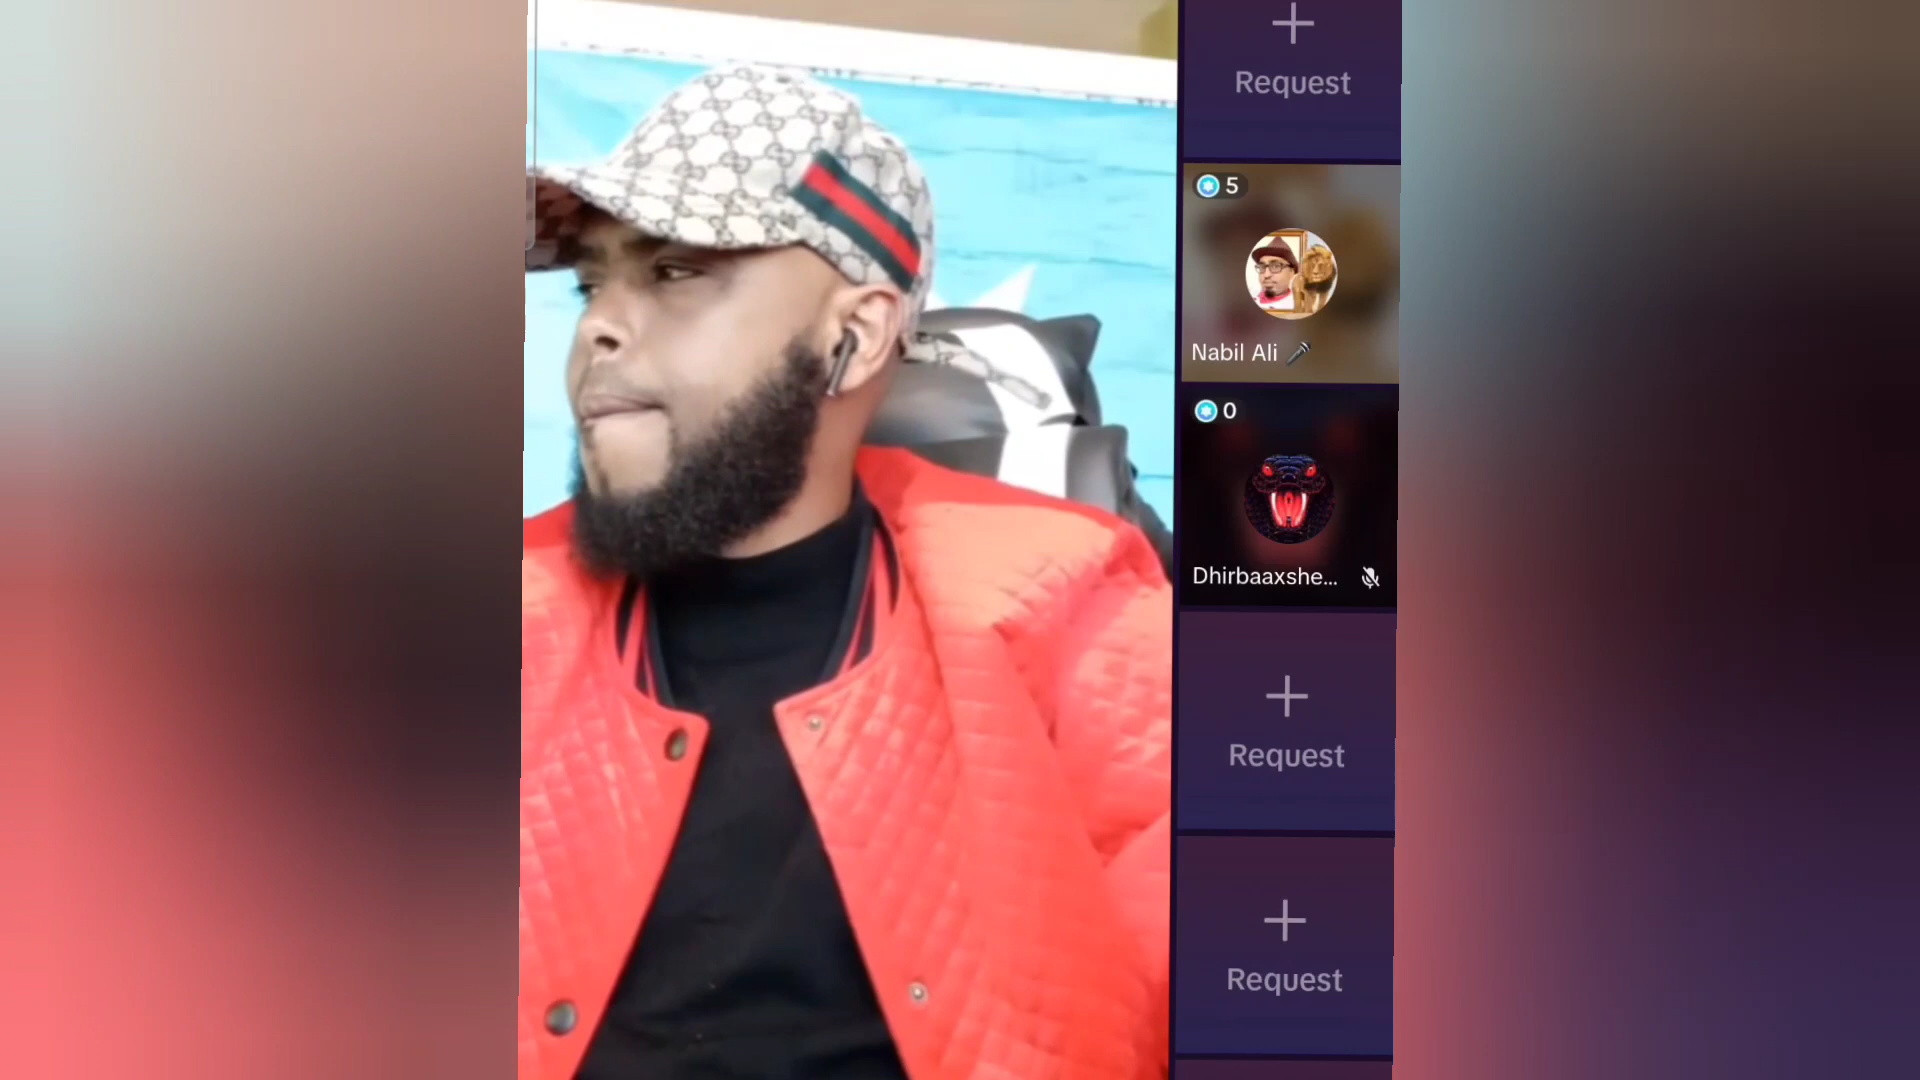 Request
5
Nabil Ali 🎤
0
Dhirbaaxshe...
Request
Request